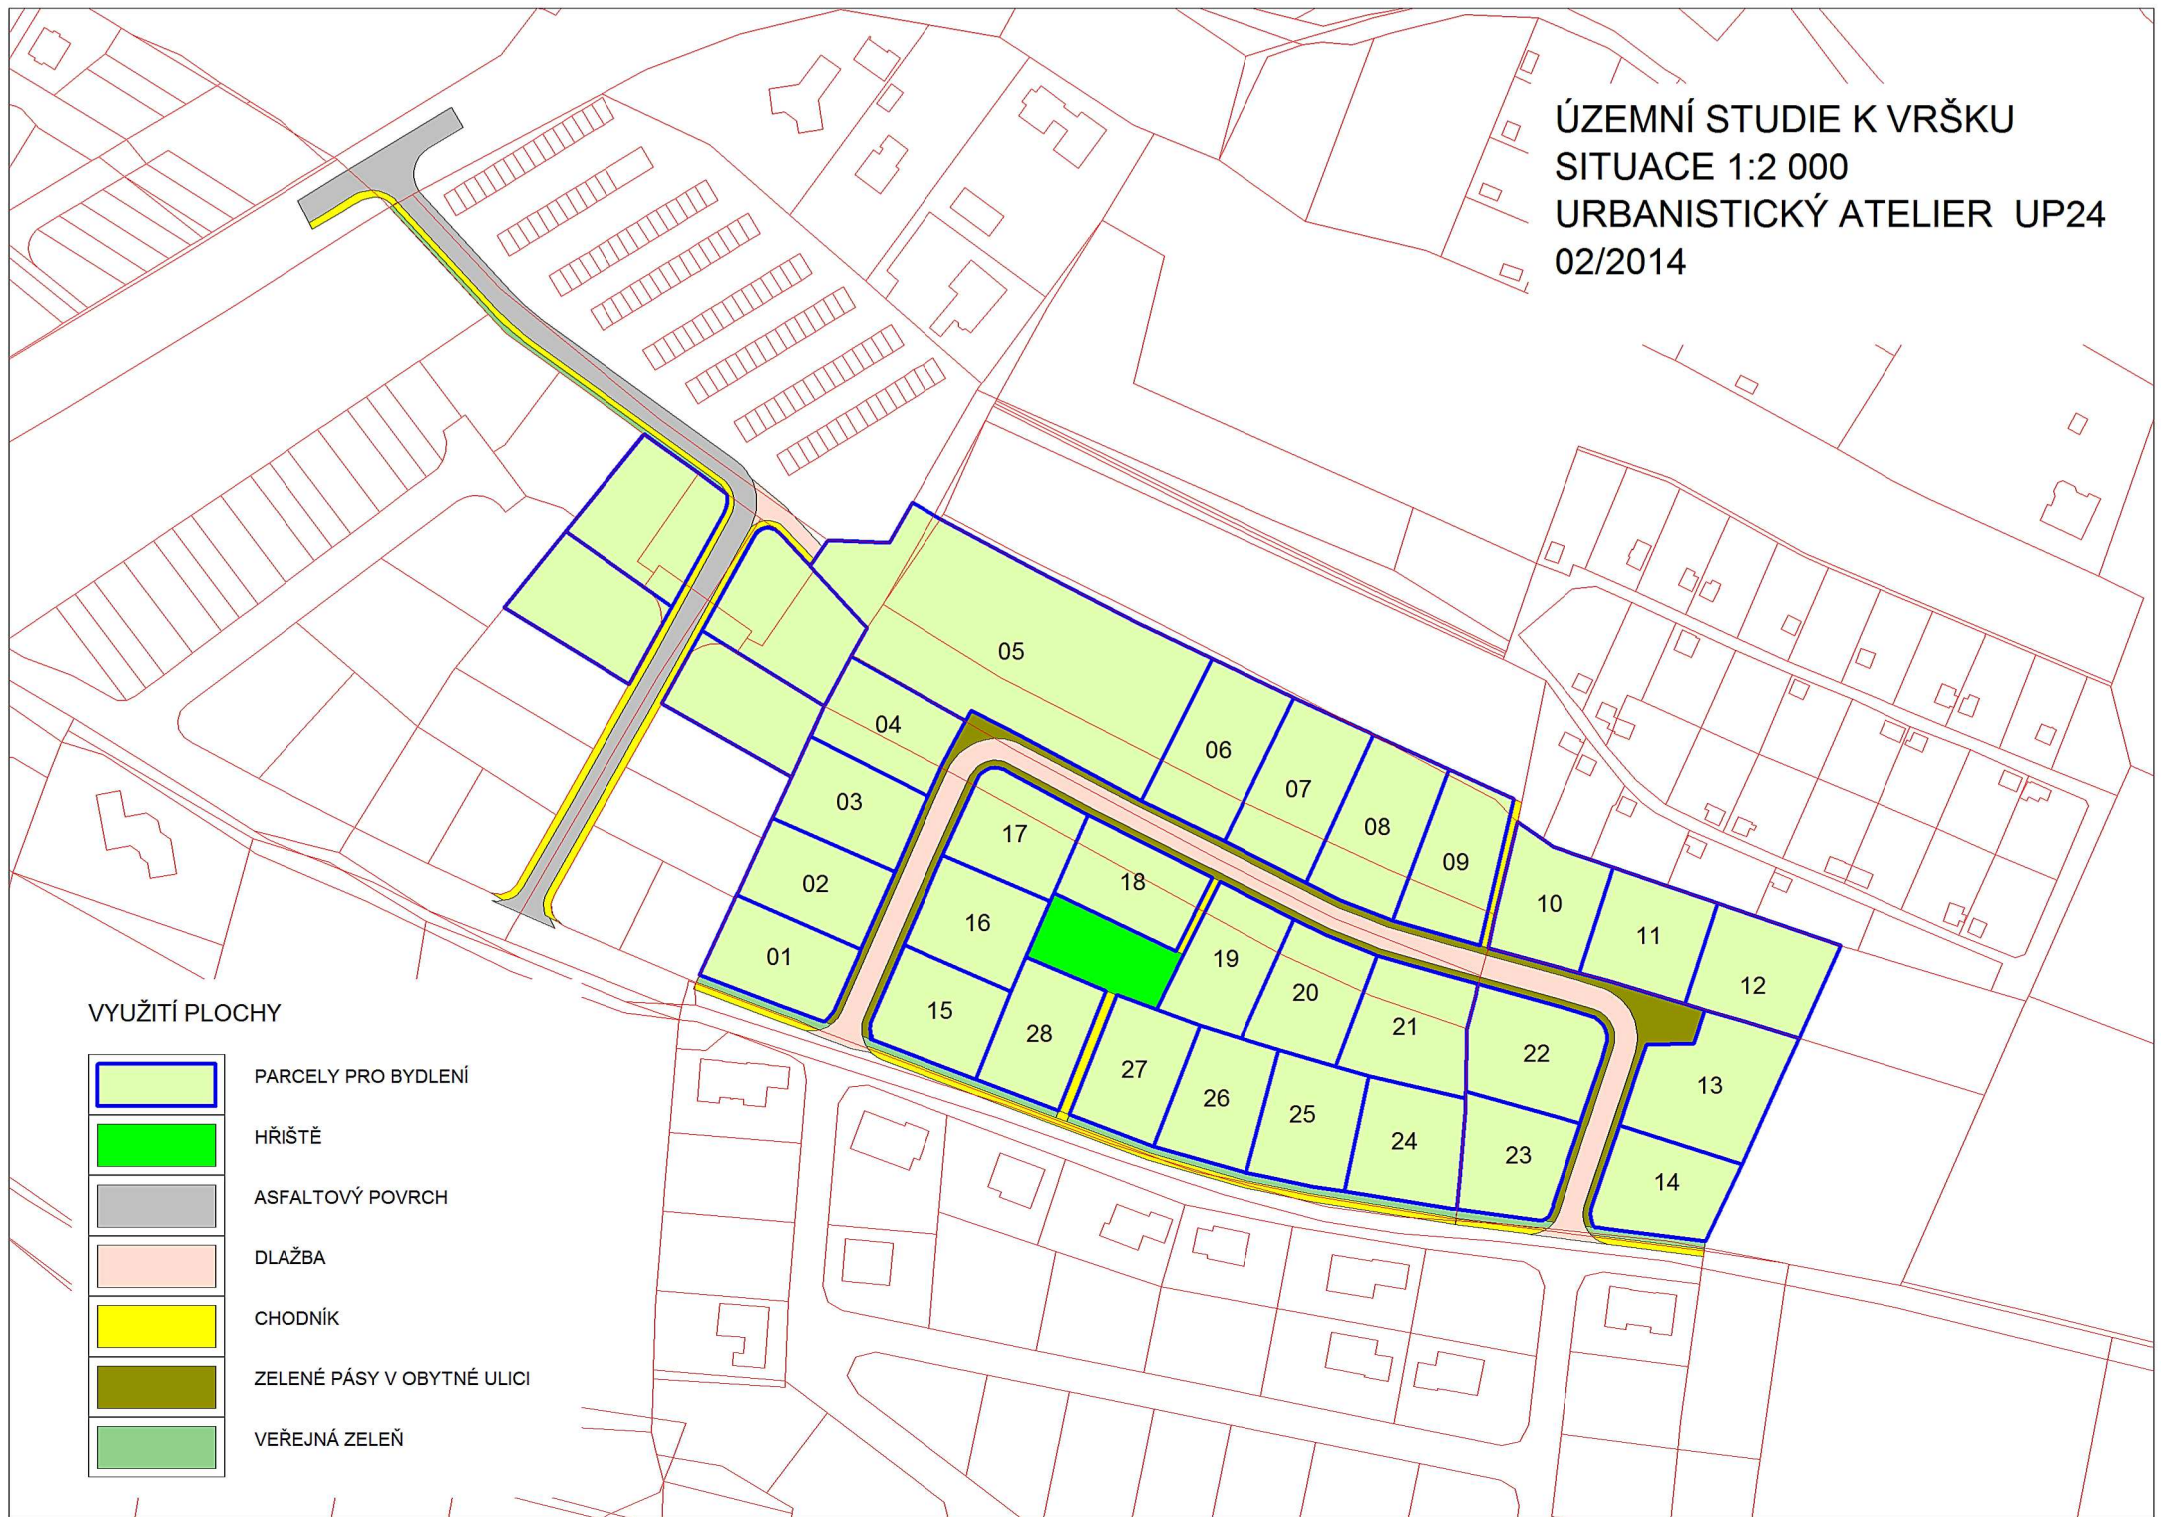 ÚZEMNÍ STUDIE K VRŠKU
SITUACE 1:2 000
URBANISTICKÝ ATELIER UP24
02/2014
05
04
06
03
07
17
08
02
18
09
16
10
01
19
11
15
20
12
28
21
22
27
13
26
25
24
23
14
VYUŽITÍ PLOCHY
PARCELY PRO BYDLENÍ
HŘIŠTĚ
ASFALTOVÝ POVRCH
DLAŽBA
CHODNÍK
ZELENÉ PÁSY V OBYTNÉ ULICI
VEŘEJNÁ ZELEŇ